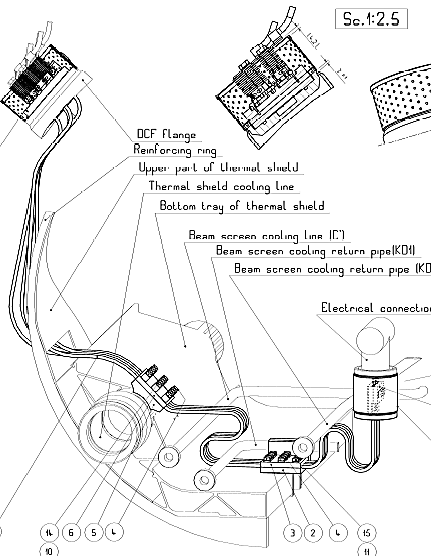 Sc.1:2.5
DCF flange
Reinforcing ring
Upper part of thermal shield
Thermal shield cooling line
Bottom tray of thermal shield
Beam screen cooling line (C')
Beam screen cooling return pipe(KD1)
Beam screen cooling return pipe (KD
Electrical connection
14 6 5 4 3 2 4 15
10 11